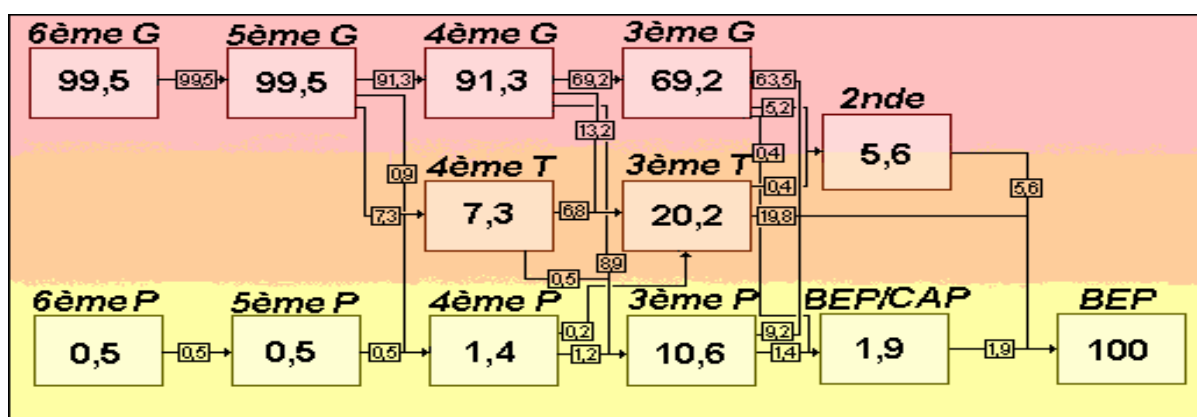 6ème G 5ème G 4ème G 3ème G
99,5 99,5 99,5 91,3 91,3 69,2 69,2 63,5
5,2
2nde
13,2
5,6
0,4
0,9
4ème T 3ème T
0,4 5,6
7,3 7,3 6,8 20,2 19,8
8,9
0,5
6ème P 5ème P 4ème P 3ème P BEP/CAP BEP
0,2 9,2
0,5 0,5 0,5 0,5 1,4 1,2 10,6 1,4 1,9 1,9 100